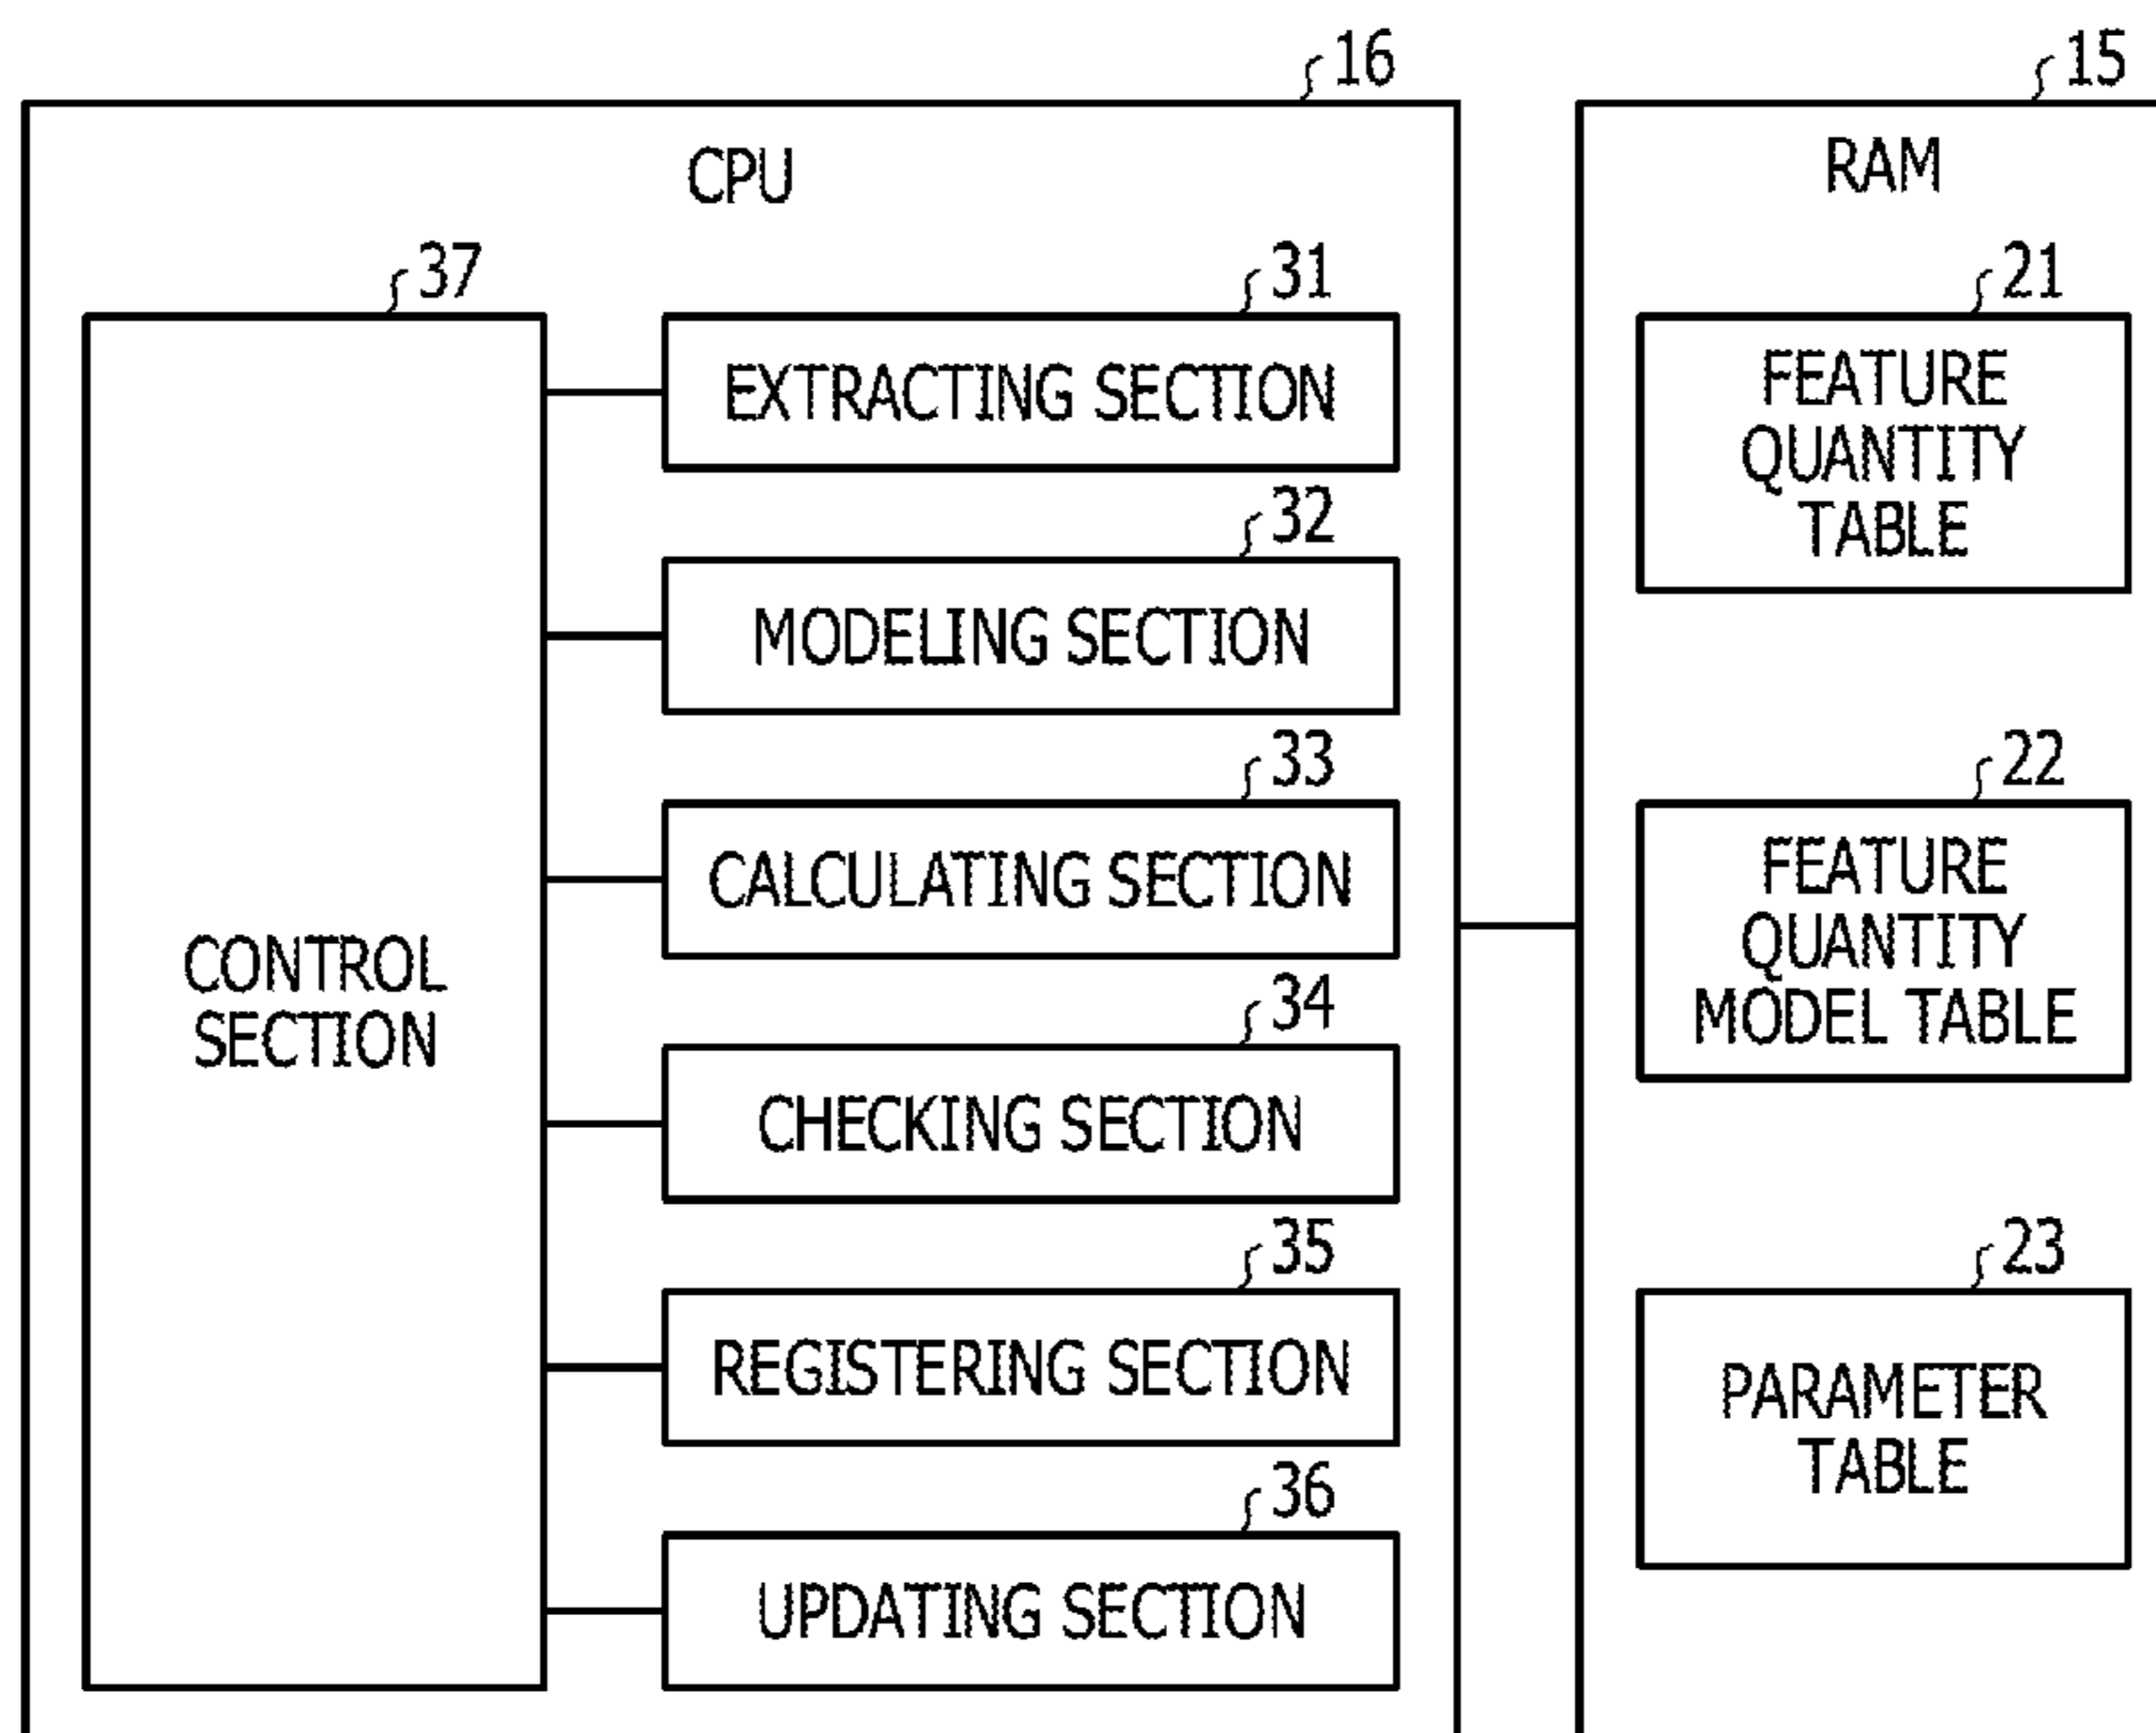 16
CPU
37
CONTROL
SECTION
31
EXTRACTING SECTION
32
MODELING SECTION
33
CALCULATING SECTION
34
CHECKING SECTION
35
REGISTERING SECTION
36
UPDATING SECTION
15
RAM
21
FEATURE
QUANTITY
TABLE
22
FEATURE
QUANTITY
MODEL TABLE
23
PARAMETER
TABLE